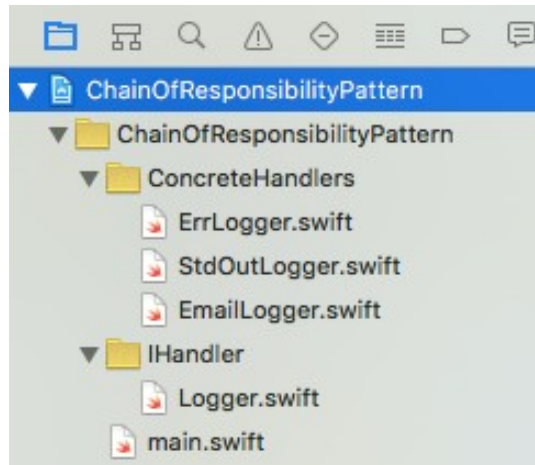 ChainOfResponsibilityPattern
ChainOfResponsibilityPattern
ConcreteHandlers
ErrLogger.swift
StdOutLogger.swift
EmailLogger.swift
IHandler
Logger.swift
main.swift